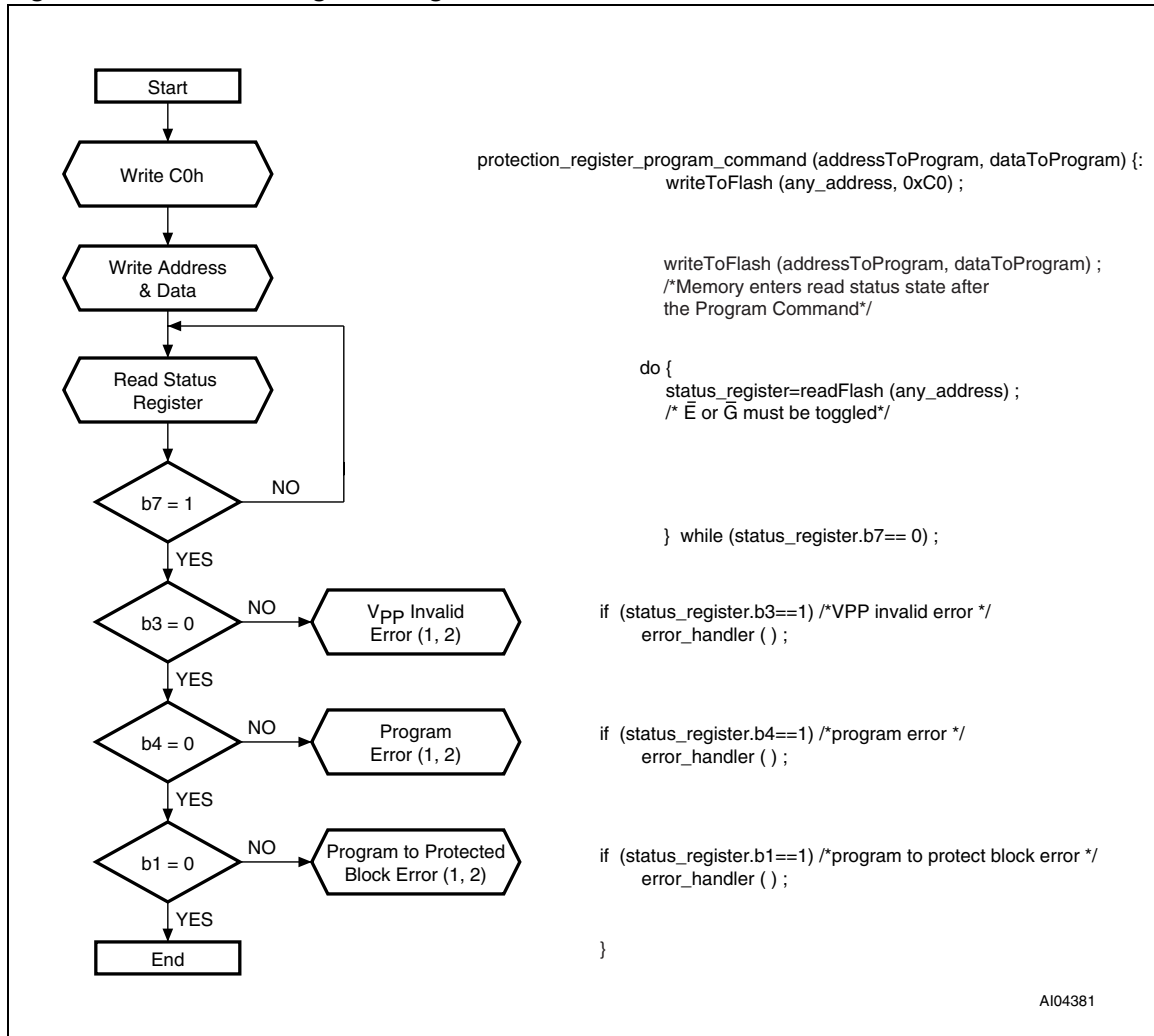 Start
Write C0h
protection_register_program_command (addressToProgram, dataToProgram) {:
writeToFlash (any_address, 0xC0) ;
Write Address
& Data
writeToFlash (addressToProgram, dataToProgram) ;
/*Memory enters read status state after
the Program Command*/
Read Status
Register
do {
status_register=readFlash (any_address) ;
/* E̅ or G̅ must be toggled*/
b7 = 1
NO
} while (status_register.b7== 0) ;
YES
b3 = 0
NO
VPP Invalid
Error (1, 2)
if (status_register.b3==1) /*VPP invalid error */
error_handler ( ) ;
YES
b4 = 0
NO
Program
Error (1, 2)
if (status_register.b4==1) /*program error */
error_handler ( ) ;
YES
b1 = 0
NO
Program to Protected
Block Error (1, 2)
if (status_register.b1==1) /*program to protect block error */
error_handler ( ) ;
YES
End
}
AI04381